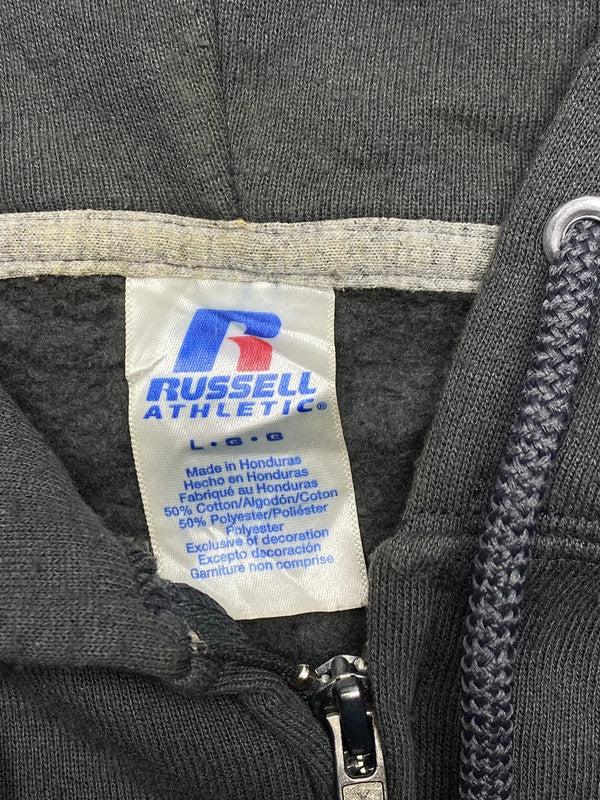 RUSSELL
ATHLETIC®
L • G • G
Made in Honduras
Hecho en Honduras
Fabriqué au Honduras
50% Cotton/Algodón/Coton
50% Polyester/Poliéster
Polyester
Exclusive of decoration
Excepto dacoración
Garniture non comprise